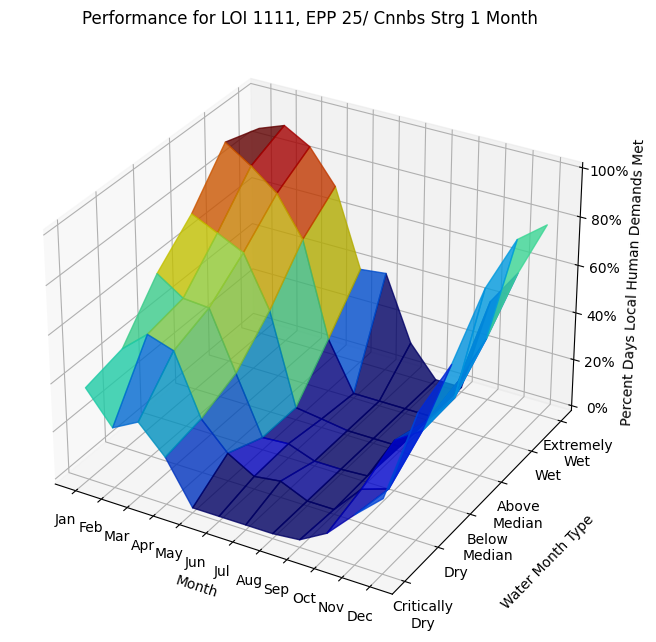 Performance for LOI 1111, EPP 25/ Cnnbs Strg 1 Month
100%
80%
60%
40%
20%
0%
Percent Days Local Human Demands Met
Extremely
Wet
Wet
Above
Median
Below
Median
Dry
Critically
Dry
Water Month Type
Jan
Feb
Mar
Apr
May
Jun
Jul
Aug
Sep
Oct
Nov
Dec
Month